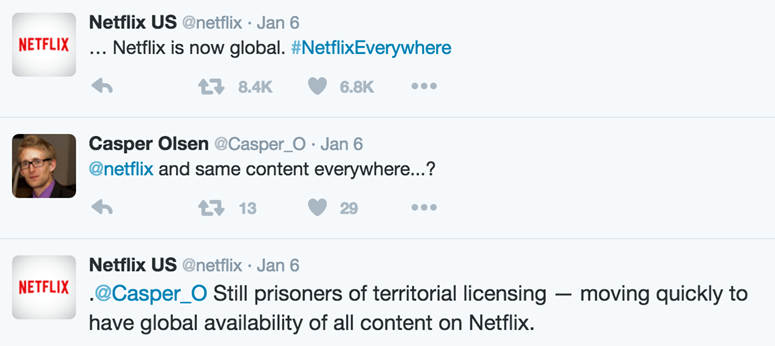 NETFLIX
Netflix US @netflix · Jan 6
... Netflix is now global. #NetflixEverywhere
8.4K 6.8K
Casper Olsen @Casper_O · Jan 6
@netflix and same content everywhere...?
13 29
NETFLIX
Netflix US @netflix · Jan 6
.@Casper_O Still prisoners of territorial licensing — moving quickly to
have global availability of all content on Netflix.